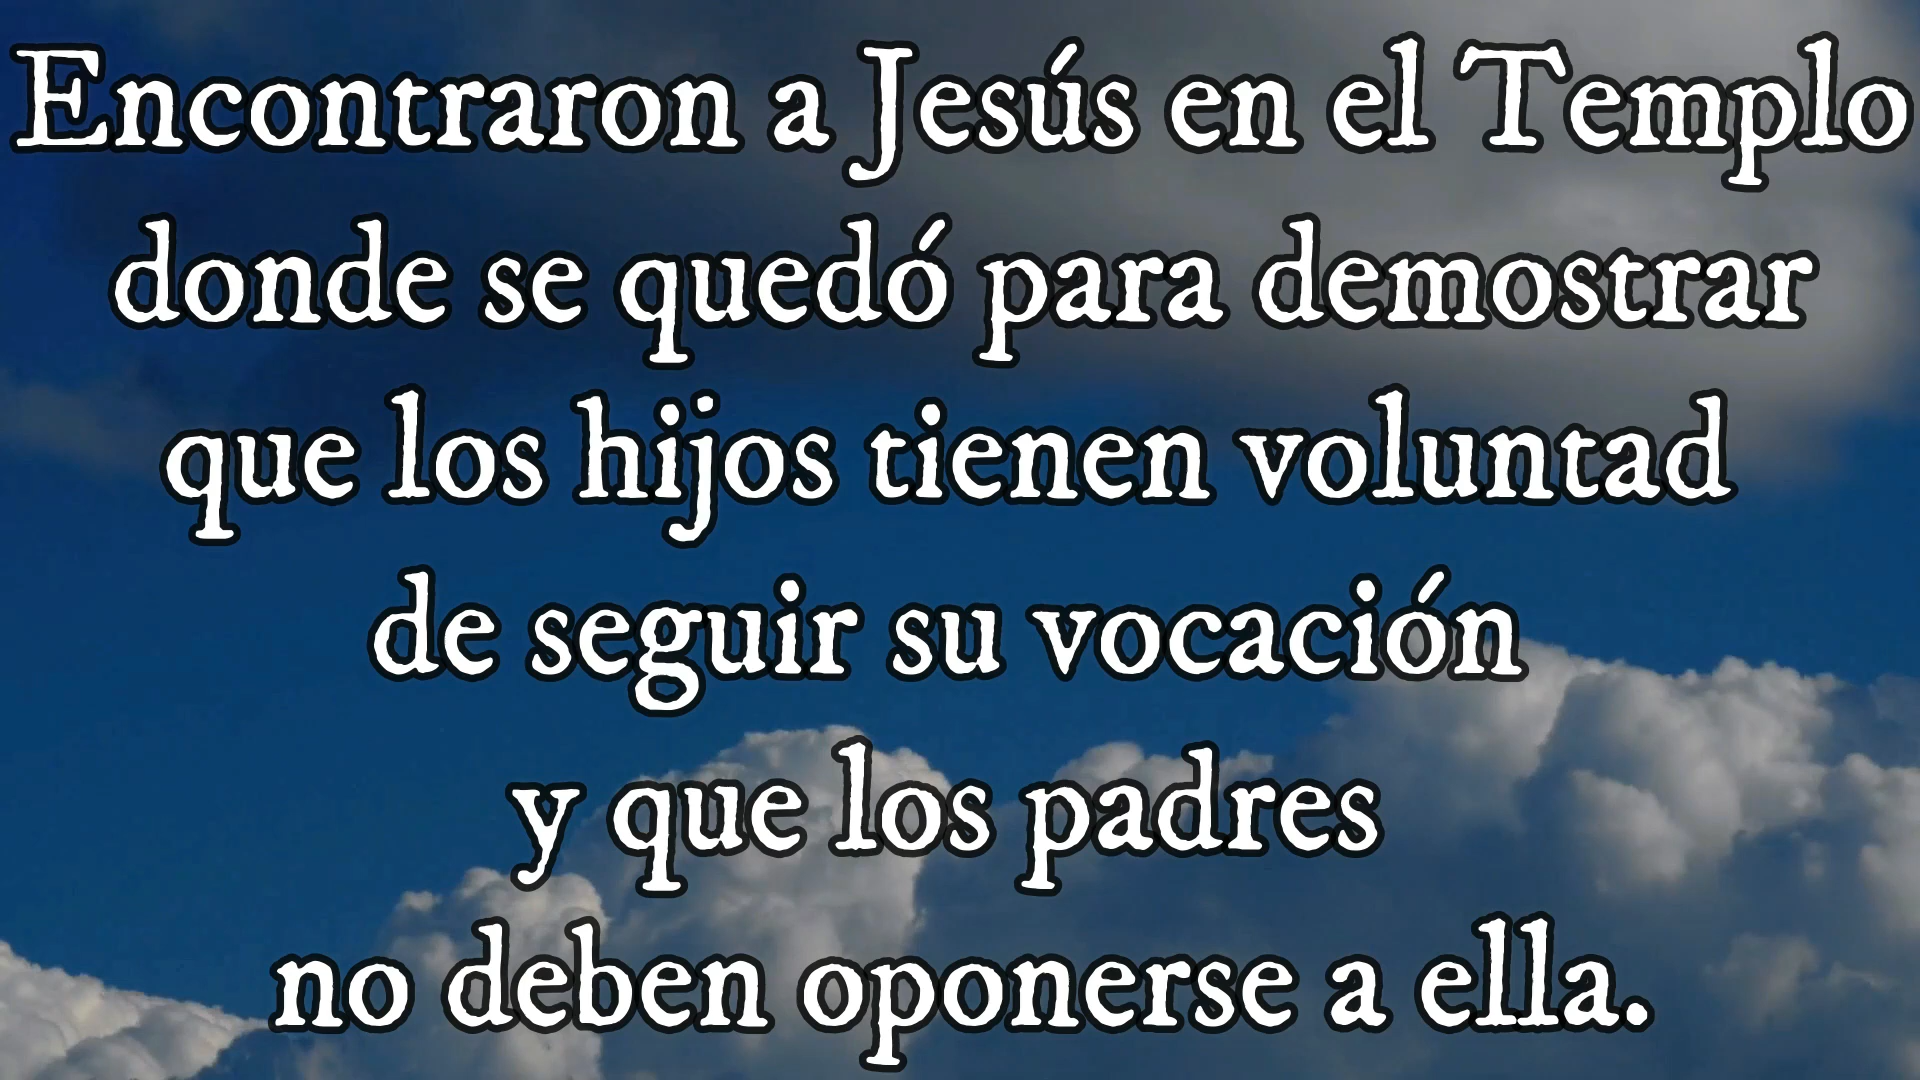 Encontraron a Jesús en el Templo
donde se quedó para demostrar
que los hijos tienen voluntad
de seguir su vocación
y que los padres
no deben oponerse a ella.